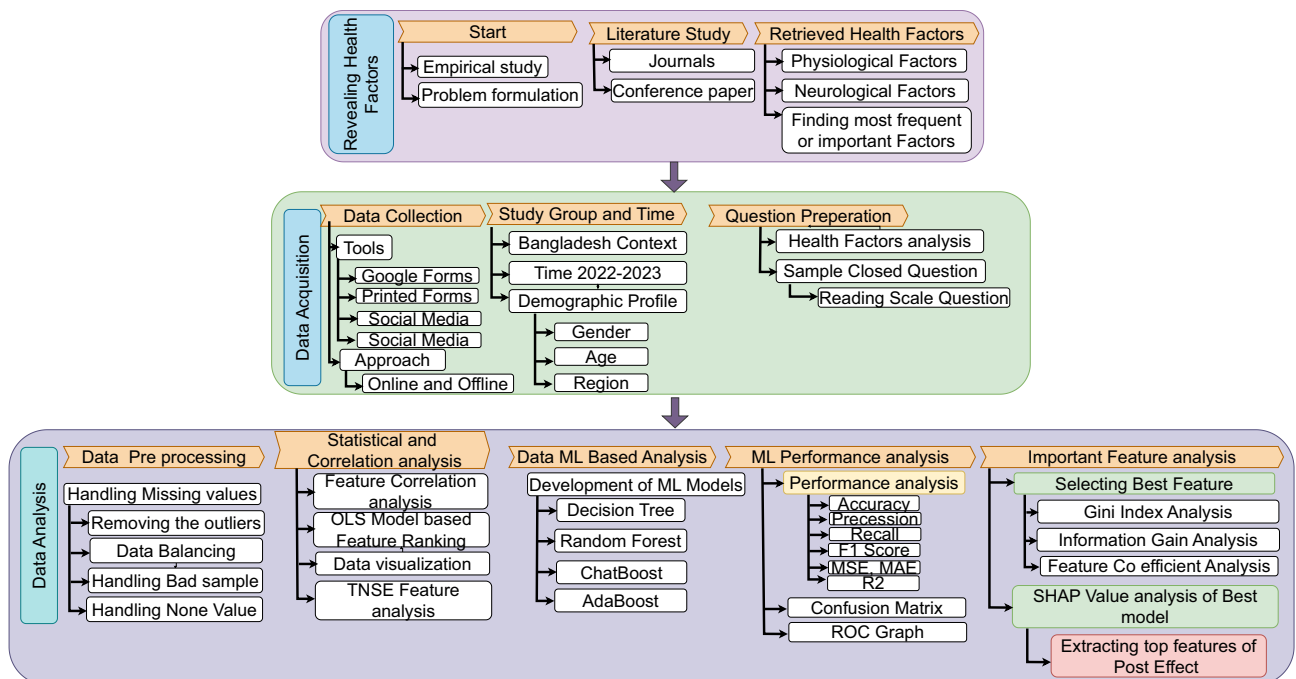 Revealing Health
Factors
Start
Empirical study
Problem formulation
Literature Study
Journals
Conference paper
Retrieved Health Factors
Physiological Factors
Neurological Factors
Finding most frequent
or important Factors
Data Acquisition
Data Collection
Tools
Google Forms
Printed Forms
Social Media
Social Media
Approach
Online and Offline
Study Group and Time
Bangladesh Context
Time 2022-2023
Demographic Profile
Gender
Age
Region
Question Preperation
Health Factors analysis
Sample Closed Question
Reading Scale Question
Data Analysis
Data Pre processing
Handling Missing values
Removing the outliers
Data Balancing
Handling Bad sample
Handling None Value
Statistical and
Correlation analysis
Feature Correlation
analysis
OLS Model based
Feature Ranking
Data visualization
TNSE Feature
analysis
Data ML Based Analysis
Development of ML Models
Decision Tree
Random Forest
ChatBoost
AdaBoost
ML Performance analysis
Performance analysis
Accuracy
Precession
Recall
F1 Score
MSE, MAE
R2
Confusion Matrix
ROC Graph
Important Feature analysis
Selecting Best Feature
Gini Index Analysis
Information Gain Analysis
Feature Co efficient Analysis
SHAP Value analysis of Best
model
Extracting top features of
Post Effect